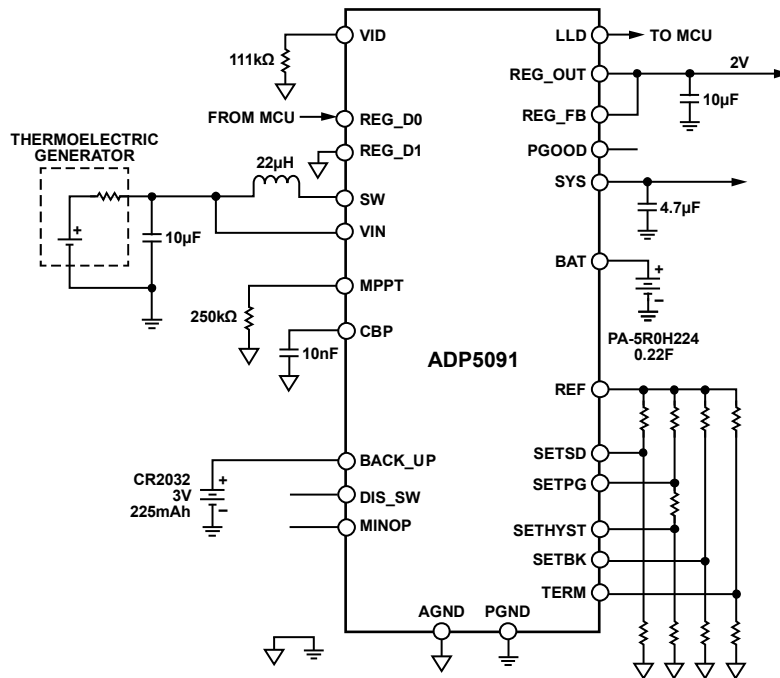 VID
111kΩ
FROM MCU
REG_D0
REG_D1
THERMOELECTRIC
GENERATOR
22µH
SW
+
10µF
VIN
MPPT
250kΩ
CBP
10nF
ADP5091
BACK_UP
CR2032
3V
225mAh
+
–
DIS_SW
MINOP
AGND
PGND
LLD
TO MCU
REG_OUT
2V
REG_FB
10µF
PGOOD
SYS
4.7µF
BAT
+
–
PA-5R0H224
0.22F
REF
SETSD
SETPG
SETHYST
SETBK
TERM